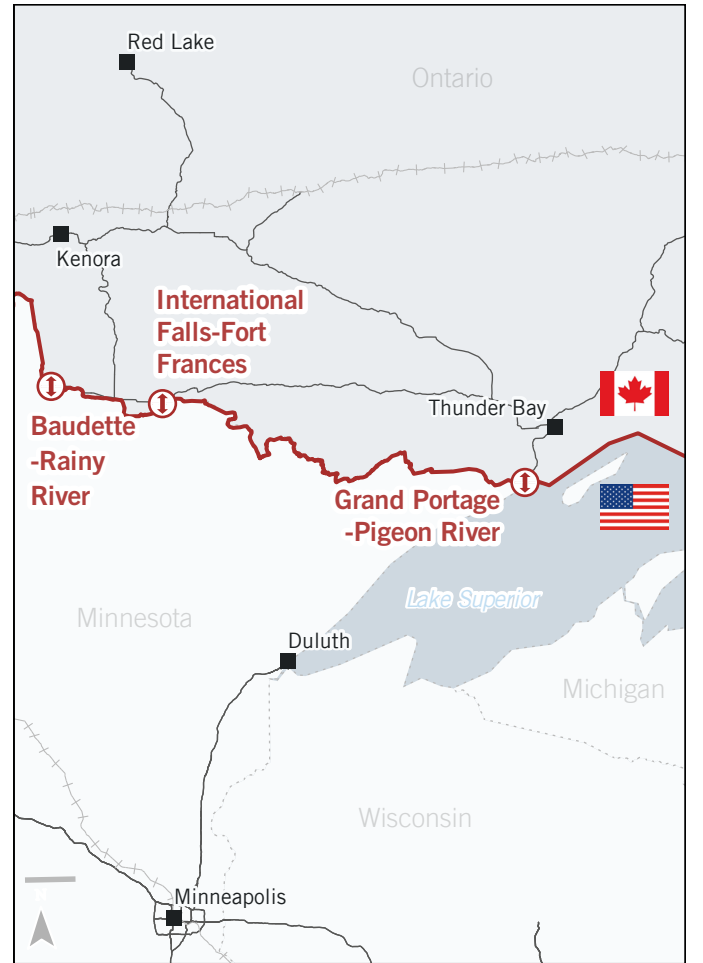 Red Lake
Ontario
Kenora
International
Falls-Fort
Frances
Thunder Bay
Baudette
-Rainy
River
Grand Portage
-Pigeon River
Lake Superior
Minnesota
Duluth
Michigan
Wisconsin
Minneapolis
N